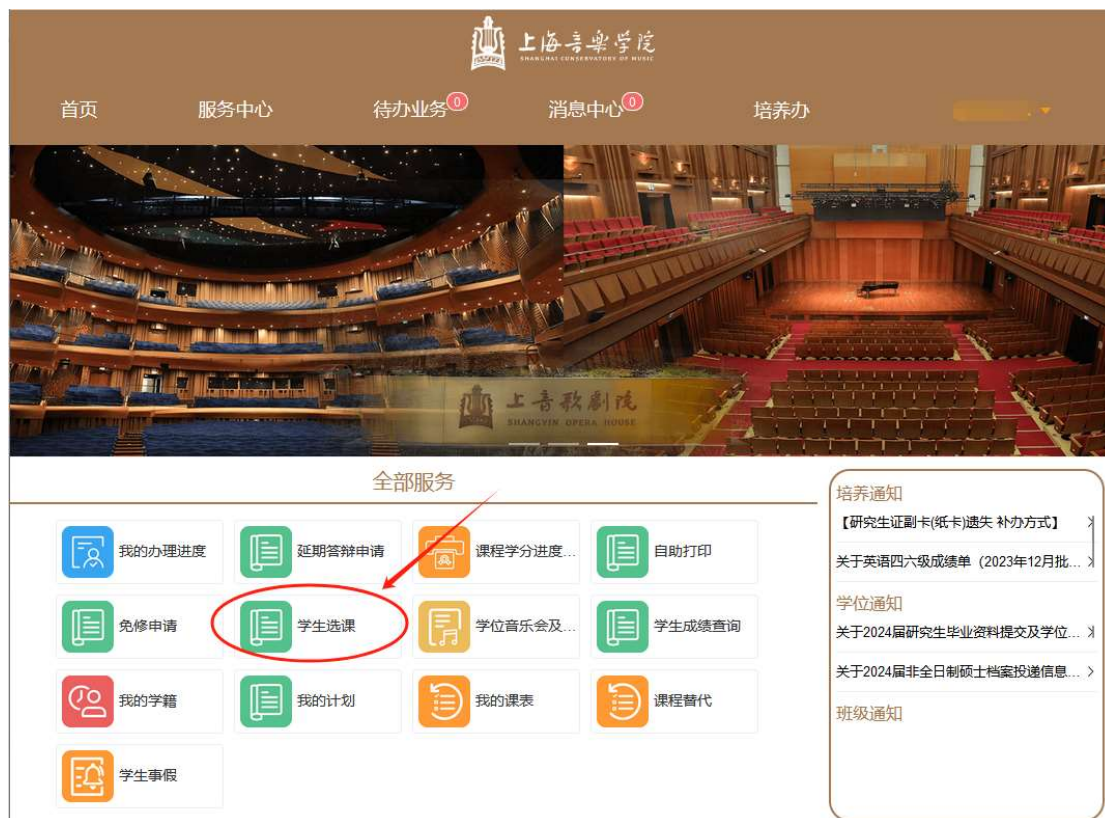 上海音樂学院
SHANGHAI CONSERVATORY OF MUSIC
首页 服务中心 待办业务 0 消息中心 0 培养办
上音歌劇院
SHANGYIN OPERA HOUSE
全部服务
我的办理进度 延期答辩申请 课程学分进度... 自助打印
免修申请 学生选课 学位音乐会及... 学生成绩查询
我的学籍 我的计划 我的课表 课程替代
学生事假
培养通知
【研究生证副卡(纸卡)遗失 补办方式】
关于英语四六级成绩单（2023年12月批...
学位通知
关于2024届研究生毕业资料提交及学位...
关于2024届非全日制硕士档案投递信息...
班级通知